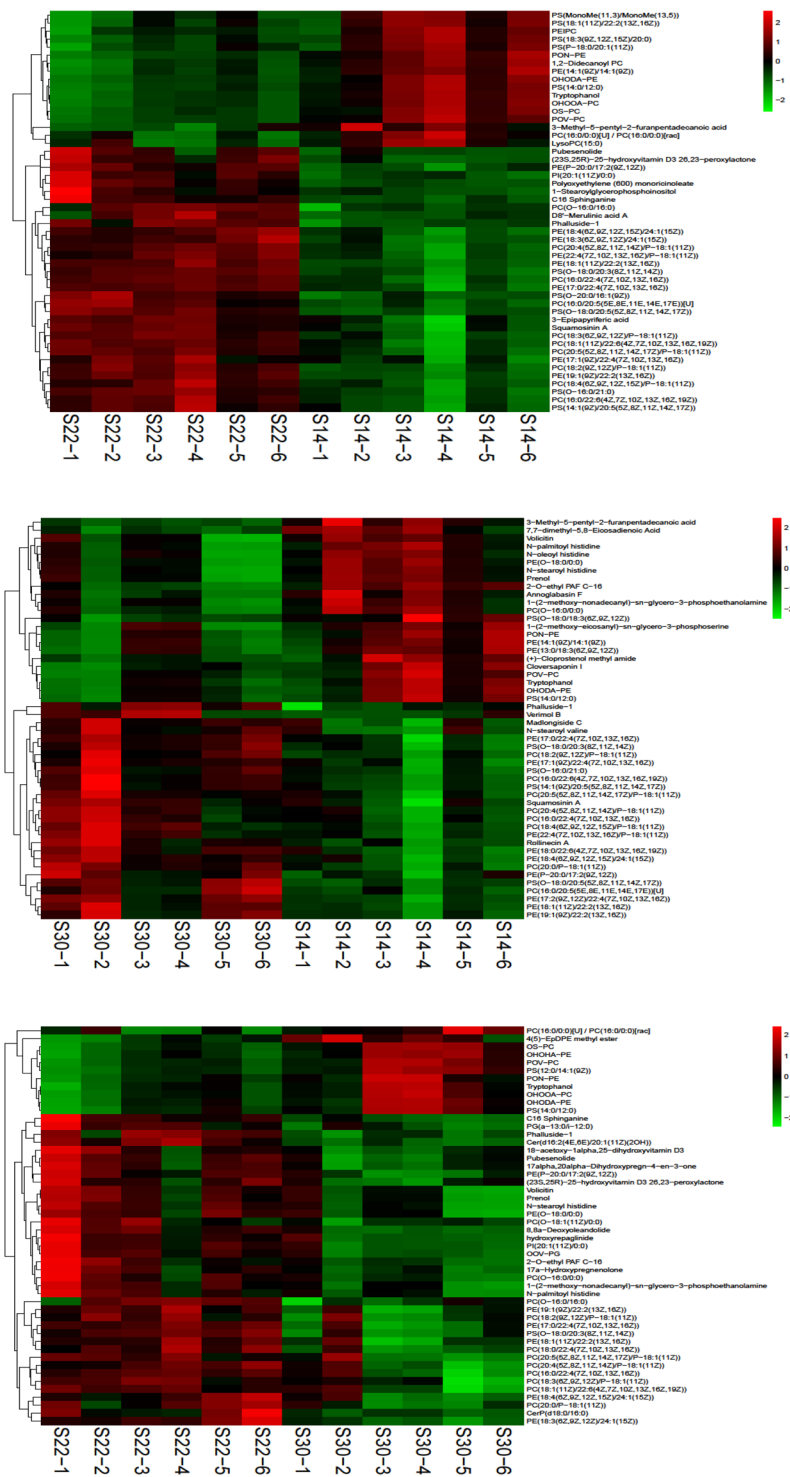 PS(MonoMe(11,3)/MonoMe(13,5))
PS(18:1(11Z)/22:2(13Z,16Z))
PEIPC
PS(18:3(9Z,12Z,15Z)/20:0)
PS(P−18:0/20:1(11Z))
PON−PE
1,2−Didecanoyl PC
PE(14:1(9Z)/14:1(9Z))
OHODA−PE
PS(14:0/12:0)
Tryptophanol
OHOOA−PC
OS−PC
POV−PC
3−Methyl−5−pentyl−2−furanpentadecanoic acid
PC(16:0/0:0)[U] / PC(16:0/0:0)[rac]
LysoPC(15:0)
Pubesenolide
(23S,25R)−25−hydroxyvitamin D3 26,23−peroxylactone
PE(P−20:0/17:2(9Z,12Z))
PI(20:1(11Z)/0:0)
Polyoxyethylene (600) monoricinoleate
1−Stearoylglycerophosphoinositol
C16 Sphinganine
PC(O−16:0/16:0)
D8'−Merulinic acid A
Phalluside−1
PE(18:4(6Z,9Z,12Z,15Z)/24:1(15Z))
PE(18:3(6Z,9Z,12Z)/24:1(15Z))
PC(20:4(5Z,8Z,11Z,14Z)/P−18:1(11Z))
PE(22:4(7Z,10Z,13Z,16Z)/P−18:1(11Z))
PE(18:1(11Z)/22:2(13Z,16Z))
PS(O−18:0/20:3(8Z,11Z,14Z))
PC(16:0/22:4(7Z,10Z,13Z,16Z))
PE(17:0/22:4(7Z,10Z,13Z,16Z))
PS(O−20:0/16:1(9Z))
PC(16:0/20:5(5E,8E,11E,14E,17E))[U]
PS(O−18:0/20:5(5Z,8Z,11Z,14Z,17Z))
3−Epipapyriferic acid
Squamosinin A
PC(18:3(6Z,9Z,12Z)/P−18:1(11Z))
PC(18:1(11Z)/22:6(4Z,7Z,10Z,13Z,16Z,19Z))
PC(20:5(5Z,8Z,11Z,14Z,17Z)/P−18:1(11Z))
PE(17:1(9Z)/22:4(7Z,10Z,13Z,16Z))
PC(18:2(9Z,12Z)/P−18:1(11Z))
PE(19:1(9Z)/22:2(13Z,16Z))
PC(18:4(6Z,9Z,12Z,15Z)/P−18:1(11Z))
PS(O−16:0/21:0)
PC(16:0/22:6(4Z,7Z,10Z,13Z,16Z,19Z))
PS(14:1(9Z)/20:5(5Z,8Z,11Z,14Z,17Z))
2
1
0
−1
−2
S22−1 S22−2 S22−3 S22−4 S22−5 S22−6 S14−1 S14−2 S14−3 S14−4 S14−5 S14−6
3−Methyl−5−pentyl−2−furanpentadecanoic acid
7,7−dimethyl−5,8−Eicosadienoic Acid
Volicitin
N−palmitoyl histidine
N−oleoyl histidine
PE(O−18:0/0:0)
N−stearoyl histidine
Prenol
2−O−ethyl PAF C−16
Annoglabasin F
1−(2−methoxy−nonadecanyl)−sn−glycero−3−phosphoethanolamine
PC(O−16:0/0:0)
PS(O−18:0/18:3(6Z,9Z,12Z))
1−(2−methoxy−eicosanyl)−sn−glycero−3−phosphoserine
PON−PE
PE(14:1(9Z)/14:1(9Z))
PE(13:0/18:3(6Z,9Z,12Z))
(+)−Cloprostenol methyl amide
Cloversaponin I
POV−PC
Tryptophanol
OHODA−PE
PS(14:0/12:0)
Phalluside−1
Verimol B
Madlongiside C
N−stearoyl valine
PE(17:0/22:4(7Z,10Z,13Z,16Z))
PS(O−18:0/20:3(8Z,11Z,14Z))
PC(18:2(9Z,12Z)/P−18:1(11Z))
PE(17:1(9Z)/22:4(7Z,10Z,13Z,16Z))
PS(O−16:0/21:0)
PC(16:0/22:6(4Z,7Z,10Z,13Z,16Z,19Z))
PS(14:1(9Z)/20:5(5Z,8Z,11Z,14Z,17Z))
PC(20:5(5Z,8Z,11Z,14Z,17Z)/P−18:1(11Z))
Squamosinin A
PC(20:4(5Z,8Z,11Z,14Z)/P−18:1(11Z))
PC(16:0/22:4(7Z,10Z,13Z,16Z))
PC(18:4(6Z,9Z,12Z,15Z)/P−18:1(11Z))
PE(22:4(7Z,10Z,13Z,16Z)/P−18:1(11Z))
Rollinecin A
PE(18:0/22:6(4Z,7Z,10Z,13Z,16Z,19Z))
PE(18:4(6Z,9Z,12Z,15Z)/24:1(15Z))
PC(20:0/P−18:1(11Z))
PE(P−20:0/17:2(9Z,12Z))
PS(O−18:0/20:5(5Z,8Z,11Z,14Z,17Z))
PC(16:0/20:5(5E,8E,11E,14E,17E))[U]
PE(17:2(9Z,12Z)/22:4(7Z,10Z,13Z,16Z))
PE(18:1(11Z)/22:2(13Z,16Z))
PE(19:1(9Z)/22:2(13Z,16Z))
2
1
0
−1
−2
S30−1 S30−2 S30−3 S30−4 S30−5 S30−6 S14−1 S14−2 S14−3 S14−4 S14−5 S14−6
PC(16:0/0:0)[U] / PC(16:0/0:0)[rac]
4(5)−EpDPE methyl ester
OS−PC
OHOHA−PE
POV−PC
PS(12:0/14:1(9Z))
PON−PE
Tryptophanol
OHOOA−PC
OHODA−PE
PS(14:0/12:0)
C16 Sphinganine
PG(a−13:0/i−12:0)
Phalluside−1
Cer(d16:2(4E,6E)/20:1(11Z)(2OH))
18−acetoxy−1alpha,25−dihydroxyvitamin D3
Pubesenolide
17alpha,20alpha−Dihydroxypregn−4−en−3−one
PE(P−20:0/17:2(9Z,12Z))
(23S,25R)−25−hydroxyvitamin D3 26,23−peroxylactone
Volicitin
Prenol
N−stearoyl histidine
PE(O−18:0/0:0)
PC(O−18:1(11Z)/0:0)
8,8a−Deoxyoleandolide
hydroxyrepaglinide
PI(20:1(11Z)/0:0)
OOV−PG
2−O−ethyl PAF C−16
17a−Hydroxypregnenolone
PC(O−16:0/0:0)
1−(2−methoxy−nonadecanyl)−sn−glycero−3−phosphoethanolamine
N−palmitoyl histidine
PC(O−16:0/16:0)
PE(19:1(9Z)/22:2(13Z,16Z))
PC(18:2(9Z,12Z)/P−18:1(11Z))
PE(17:0/22:4(7Z,10Z,13Z,16Z))
PS(O−18:0/20:3(8Z,11Z,14Z))
PE(18:1(11Z)/22:2(13Z,16Z))
PC(18:0/22:4(7Z,10Z,13Z,16Z))
PC(20:5(5Z,8Z,11Z,14Z,17Z)/P−18:1(11Z))
PC(20:4(5Z,8Z,11Z,14Z)/P−18:1(11Z))
PC(16:0/22:4(7Z,10Z,13Z,16Z))
PC(18:3(6Z,9Z,12Z)/P−18:1(11Z))
PC(18:1(11Z)/22:6(4Z,7Z,10Z,13Z,16Z,19Z))
PE(18:4(6Z,9Z,12Z,15Z)/24:1(15Z))
PC(20:0/P−18:1(11Z))
CerP(d18:0/16:0)
PE(18:3(6Z,9Z,12Z)/24:1(15Z))
2
1
0
−1
−2
S22−1 S22−2 S22−3 S22−4 S22−5 S22−6 S30−1 S30−2 S30−3 S30−4 S30−5 S30−6